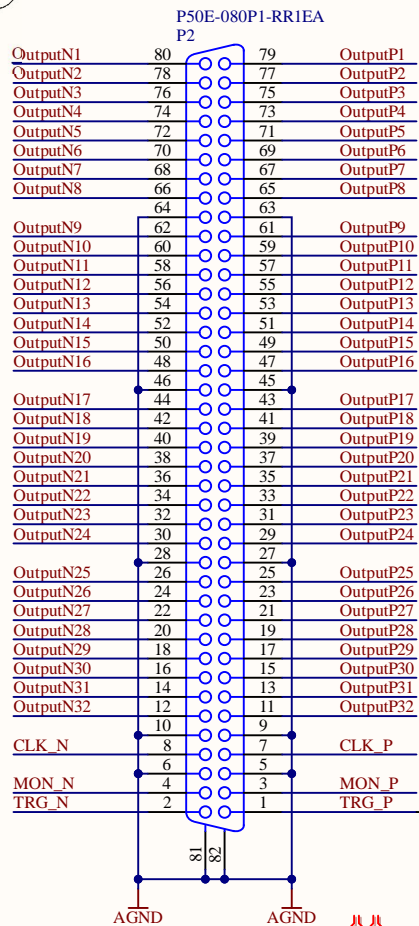 P50E-080P1-RR1EA
P2
OutputN1 80 79 OutputP1
OutputN2 78 77 OutputP2
OutputN3 76 75 OutputP3
OutputN4 74 73 OutputP4
OutputN5 72 71 OutputP5
OutputN6 70 69 OutputP6
OutputN7 68 67 OutputP7
OutputN8 66 65 OutputP8
64 63
OutputN9 62 61 OutputP9
OutputN10 60 59 OutputP10
OutputN11 58 57 OutputP11
OutputN12 56 55 OutputP12
OutputN13 54 53 OutputP13
OutputN14 52 51 OutputP14
OutputN15 50 49 OutputP15
OutputN16 48 47 OutputP16
46 45
OutputN17 44 43 OutputP17
OutputN18 42 41 OutputP18
OutputN19 40 39 OutputP19
OutputN20 38 37 OutputP20
OutputN21 36 35 OutputP21
OutputN22 34 33 OutputP22
OutputN23 32 31 OutputP23
OutputN24 30 29 OutputP24
28 27
OutputN25 26 25 OutputP25
OutputN26 24 23 OutputP26
OutputN27 22 21 OutputP27
OutputN28 20 19 OutputP28
OutputN29 18 17 OutputP29
OutputN30 16 15 OutputP30
OutputN31 14 13 OutputP31
OutputN32 12 11 OutputP32
10 9
CLK_N 8 7 CLK_P
6 5
MON_N 4 3 MON_P
TRG_N 2 1 TRG_P
81 82
AGND AGND